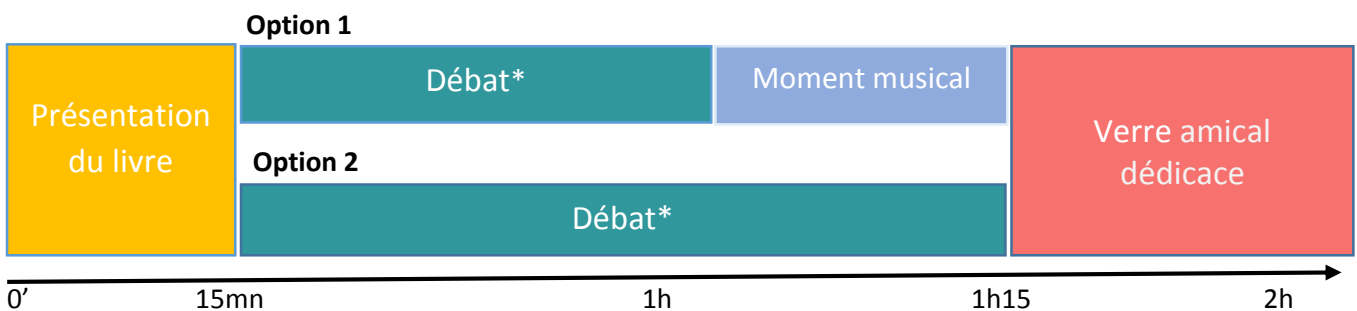 Option 1
Présentation
du livre
Débat*
Moment musical
Option 2
Débat*
Verre amical
dédicace
0’
15mn
1h
1h15
2h